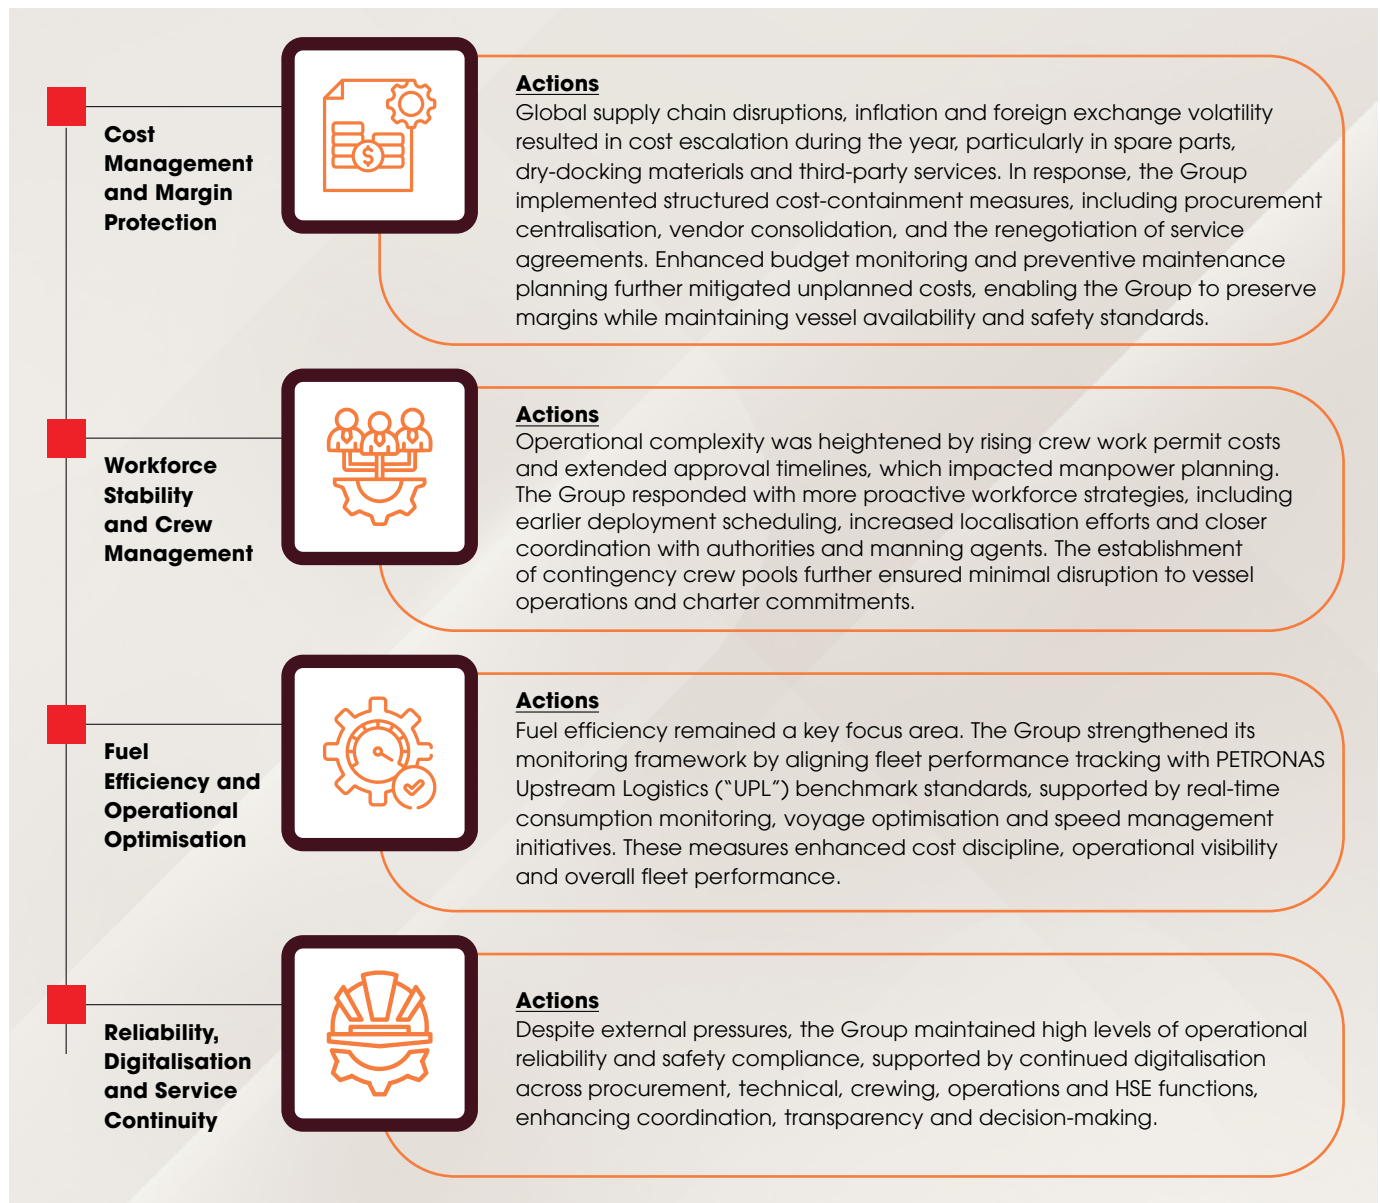 Cost
Management
and Margin
Protection
Actions
Global supply chain disruptions, inflation and foreign exchange volatility
resulted in cost escalation during the year, particularly in spare parts,
dry-docking materials and third-party services. In response, the Group
implemented structured cost-containment measures, including procurement
centralisation, vendor consolidation, and the renegotiation of service
agreements. Enhanced budget monitoring and preventive maintenance
planning further mitigated unplanned costs, enabling the Group to preserve
margins while maintaining vessel availability and safety standards.
Workforce
Stability
and Crew
Management
Actions
Operational complexity was heightened by rising crew work permit costs
and extended approval timelines, which impacted manpower planning.
The Group responded with more proactive workforce strategies, including
earlier deployment scheduling, increased localisation efforts and closer
coordination with authorities and manning agents. The establishment
of contingency crew pools further ensured minimal disruption to vessel
operations and charter commitments.
Fuel
Efficiency and
Operational
Optimisation
Actions
Fuel efficiency remained a key focus area. The Group strengthened its
monitoring framework by aligning fleet performance tracking with PETRONAS
Upstream Logistics (“UPL”) benchmark standards, supported by real-time
consumption monitoring, voyage optimisation and speed management
initiatives. These measures enhanced cost discipline, operational visibility
and overall fleet performance.
Reliability,
Digitalisation
and Service
Continuity
Actions
Despite external pressures, the Group maintained high levels of operational
reliability and safety compliance, supported by continued digitalisation
across procurement, technical, crewing, operations and HSE functions,
enhancing coordination, transparency and decision-making.